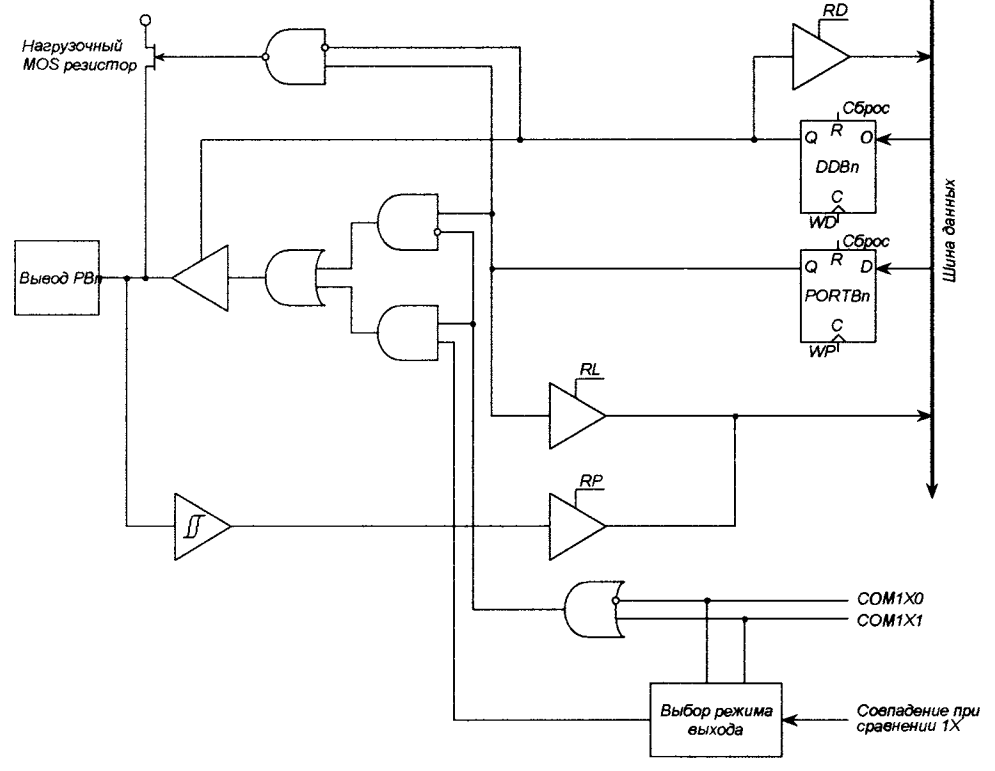 RD
Нагрузочный
MOS резистор
Сброс
Q R O
DDBn
C
WD
Сброс
Q R D
PORTBn
C
WP
Вывод PBn
Шина данных
RL
RP
COM1X0
COM1X1
Выбор режима
выхода
Совпадение при
сравнении 1X